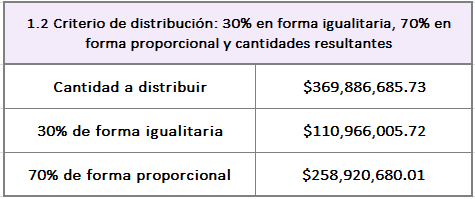 1.2 Criterio de distribución: 30% en forma igualitaria, 70% en
forma proporcional y cantidades resultantes
Cantidad a distribuir $369,886,685.73
30% de forma igualitaria $110,966,005.72
70% de forma proporcional $258,920,680.01